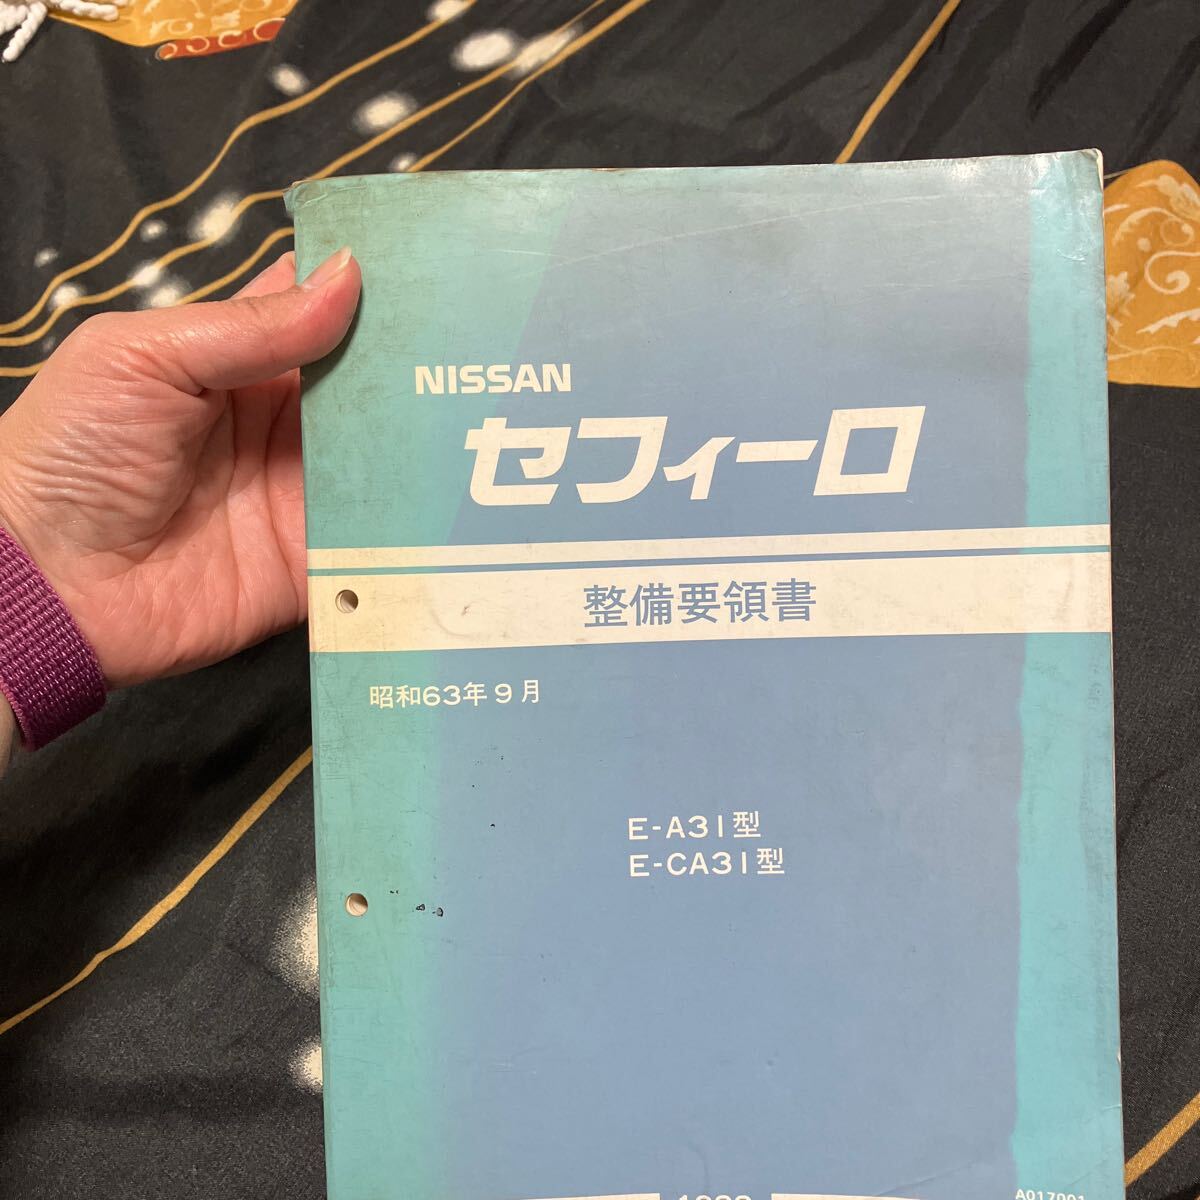 NISSAN
セフィーロ
整備要領書
昭和63年9月
E-A31型
E-CA31型
A017001